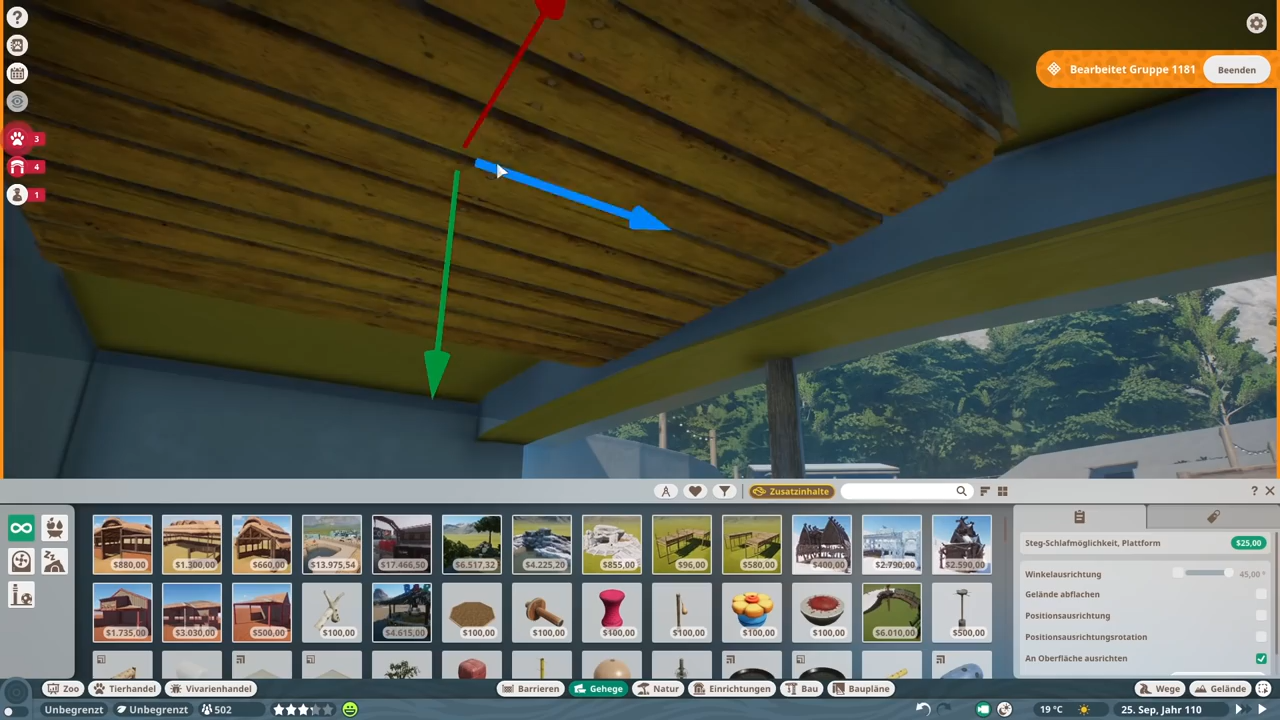 ?
Bearbeitet Gruppe 1181
Beenden
3
4
1
Zusatzinhalte
? ×
$880,00 $1.300,00 $660,00 $13.975,54 $17.466,50 $6.517,32 $4.225,20 $855,00 $96,00 $580,00 $400,00 $2.790,00 $2.590,00
$1.735,00 $3.030,00 $500,00 $100,00 $4.615,00 $100,00 $100,00 $100,00 $100,00 $100,00 $100,00 $6.010,00 $500,00
Steg-Schlafmöglichkeit, Plattform $25,00
Winkelausrichtung 45,00°
Gelände abflachen
Positionsausrichtung
Positionsausrichtungsrotation
An Oberfläche ausrichten
Zoo Tierhandel Vivarienhandel Barrieren Gehege Natur Einrichtungen Bau Baupläne Wege Gelände
Unbegrenzt Unbegrenzt 502 19 °C 25. Sep, Jahr 110